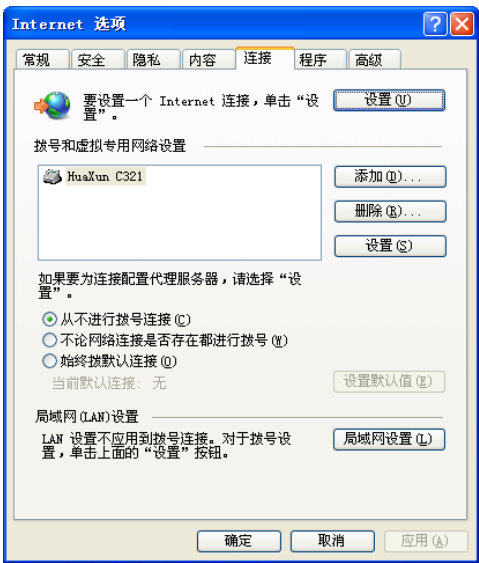 Internet 选项
常规 安全 隐私 内容 连接 程序 高级
要设置一个 Internet 连接，单击“设
置”。
设置(U)
拨号和虚拟专用网络设置
HuaXun C321
添加(D)...
删除(R)...
设置(S)
如果要为连接配置代理服务器，请选择“设
置”。
从不进行拨号连接(C)
不论网络连接是否存在都进行拨号(W)
始终拨默认连接(O)
当前默认连接: 无
设置默认值(E)
局域网(LAN)设置
LAN 设置不应用到拨号连接。对于拨号设
置，单击上面的“设置”按钮。
局域网设置(L)
确定 取消 应用(A)